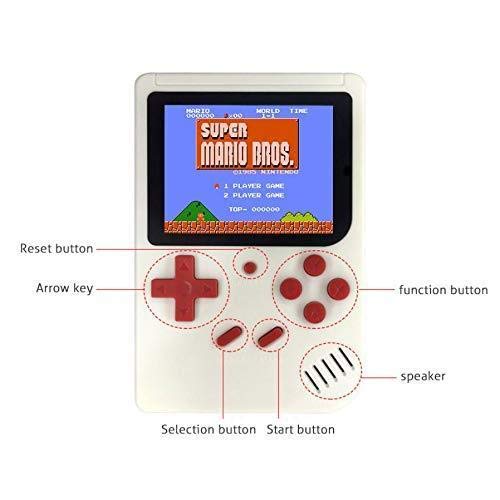 MARIO WORLD TIME
000000 x00 1-1
SUPER
MARIO BROS.
©1985 NINTENDO
1 PLAYER GAME
2 PLAYER GAME
TOP- 000000
Reset button
Arrow key
function button
speaker
Selection button
Start button